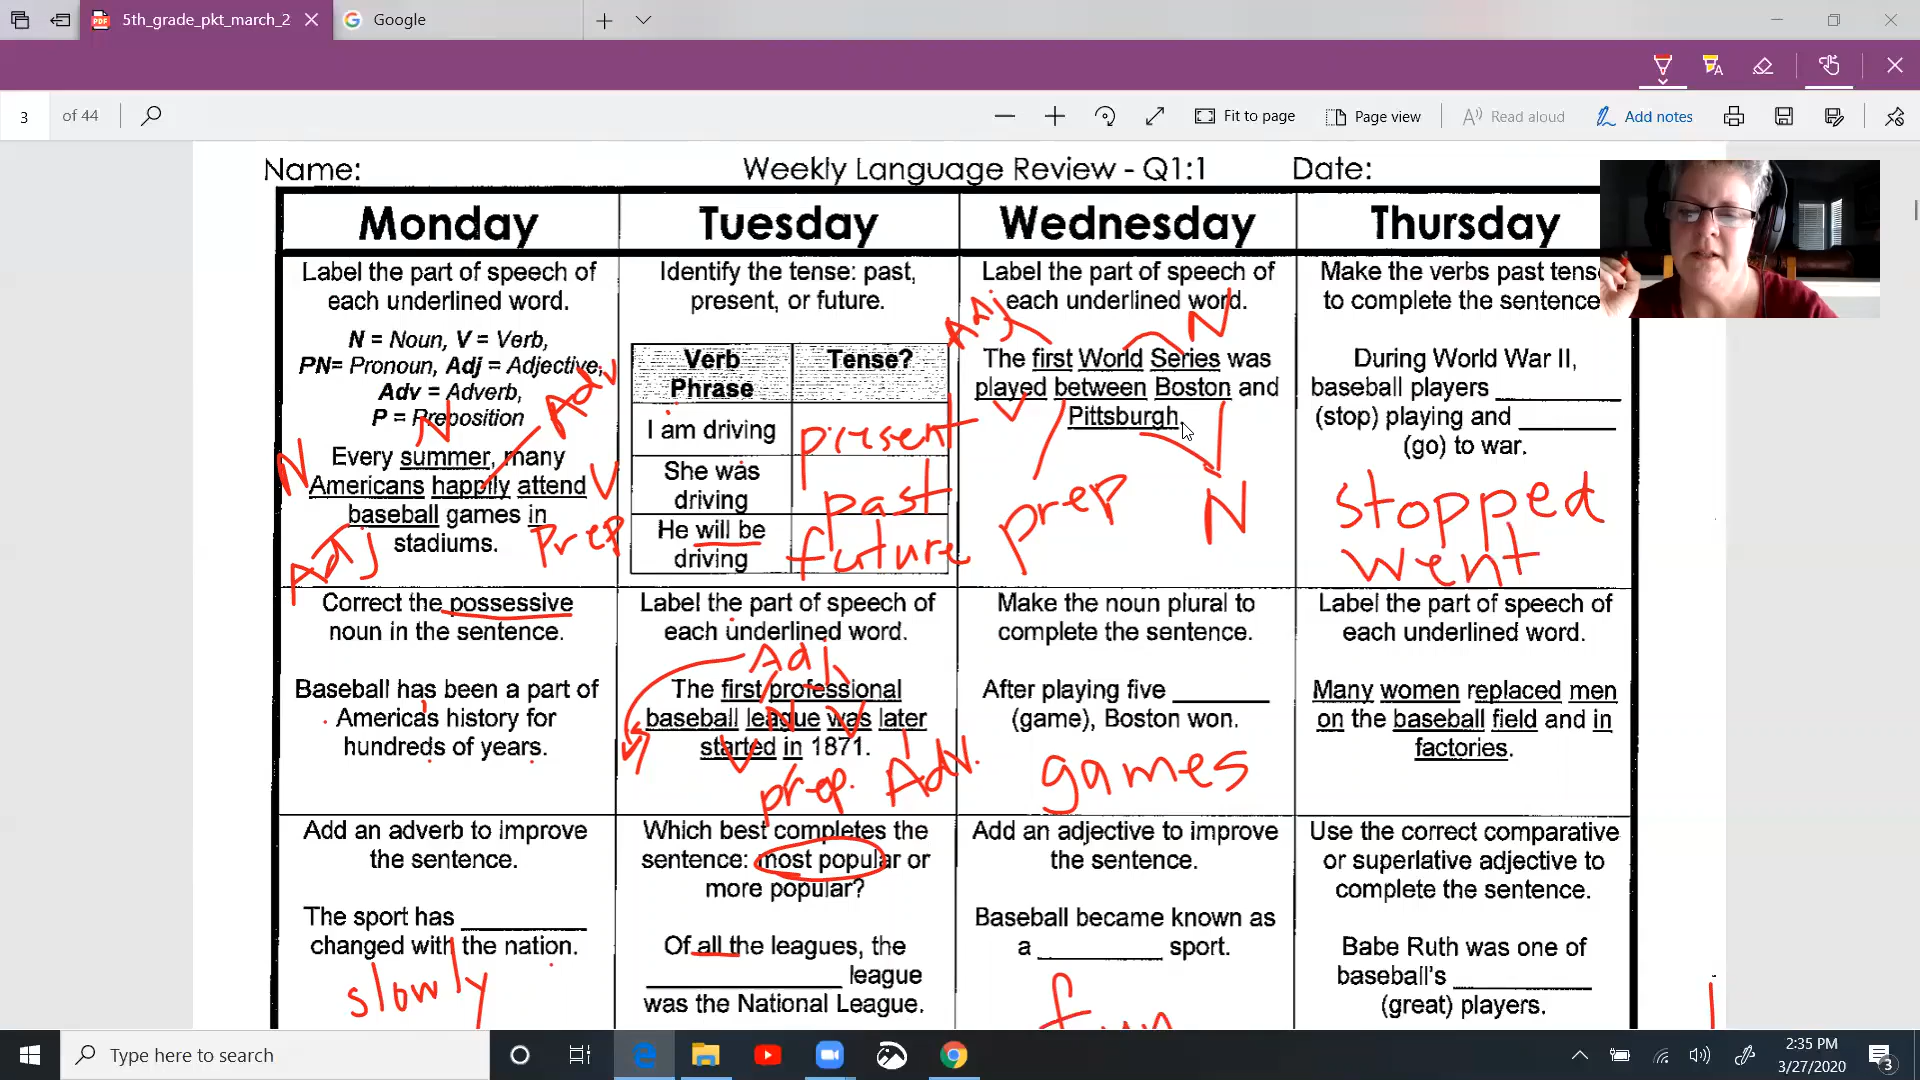 5th_grade_pkt_march_2
Google
3 of 44
Fit to page
Page view
Read aloud
Add notes
Name:
Weekly Language Review - Q1:1
Date:
Monday
Tuesday
Wednesday
Thursday
Label the part of speech of
each underlined word.
N = Noun, V = Verb,
PN= Pronoun, Adj = Adjective,
Adv = Adverb,
P = Preposition
N
Adv
N
Every summer, many
Americans happily attend
V
baseball games in
stadiums.
Adj
Prep
Identify the tense: past,
present, or future.
Verb
Phrase
Tense?
I am driving
present
She was
driving
past
He will be
driving
future
Label the part of speech of
each underlined word.
Adj
N
The first World Series was
played between Boston and
Pittsburgh.
V
prep
N
Make the verbs past tens
to complete the sentence
During World War II,
baseball players
(stop) playing and
(go) to war.
stopped
went
Correct the possessive
noun in the sentence.
Baseball has been a part of
America's history for
hundreds of years.
Label the part of speech of
each underlined word.
Adj
The first professional
baseball league was later
started in 1871.
N
V
V
prep.
Adv.
Make the noun plural to
complete the sentence.
After playing five
(game), Boston won.
games
Label the part of speech of
each underlined word.
Many women replaced men
on the baseball field and in
factories.
Add an adverb to improve
the sentence.
The sport has
changed with the nation.
slowly
Which best completes the
sentence: most popular or
more popular?
Of all the leagues, the
league
was the National League.
Add an adjective to improve
the sentence.
Baseball became known as
a sport.
fun
Use the correct comparative
or superlative adjective to
complete the sentence.
Babe Ruth was one of
baseball's
(great) players.
Type here to search
2:35 PM
3/27/2020
3